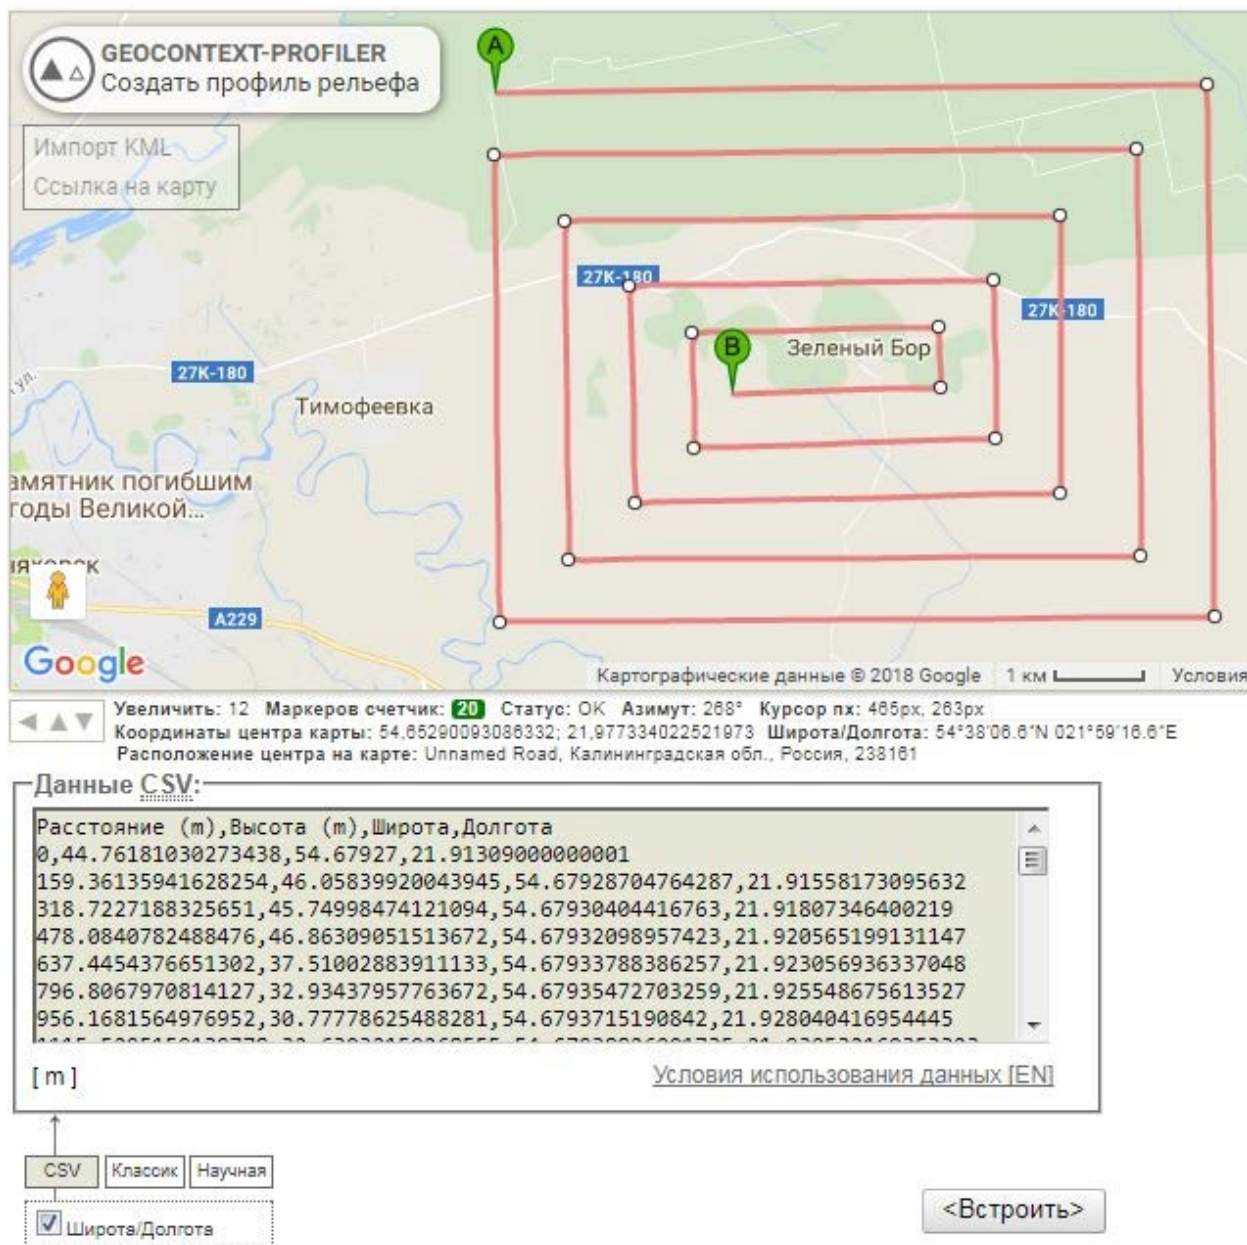 GEOCONTEXT-PROFILER
Создать профиль рельефа
A
Импорт KML
Ссылка на карту
27K-180
27K-180
B
Зеленый Бор
27K-180
ул.
Тимофеевка
амятник погибшим
годы Великой...
няховск
A229
Google
Картографические данные © 2018 Google 1 км Условия
Увеличить: 12 Маркеров счетчик: 20 Статус: OK Азимут: 268° Курсор пх: 465px, 263px
Координаты центра карты: 54,65290093086332; 21,977334022521973 Широта/Долгота: 54°38'06.6"N 021°59'16.6"E
Расположение центра на карте: Unnamed Road, Калининградская обл., Россия, 238161
Данные CSV:
Расстояние (m),Высота (m),Широта,Долгота
0,44.76181030273438,54.67927,21.91309000000001
159.36135941628254,46.05839920043945,54.67928704764287,21.91558173095632
318.7227188325651,45.74998474121094,54.67930404416763,21.91807346400219
478.0840782488476,46.86309051513672,54.67932098957423,21.920565199131147
637.4454376651302,37.51002883911133,54.67933788386257,21.923056936337048
796.8067970814127,32.93437957763672,54.67935472703259,21.925548675613527
956.1681564976952,30.77778625488281,54.6793715190842,21.928040416954445
[ m ]
Условия использования данных [EN]
CSV Классик Научная
Широта/Долгота
<Встроить>